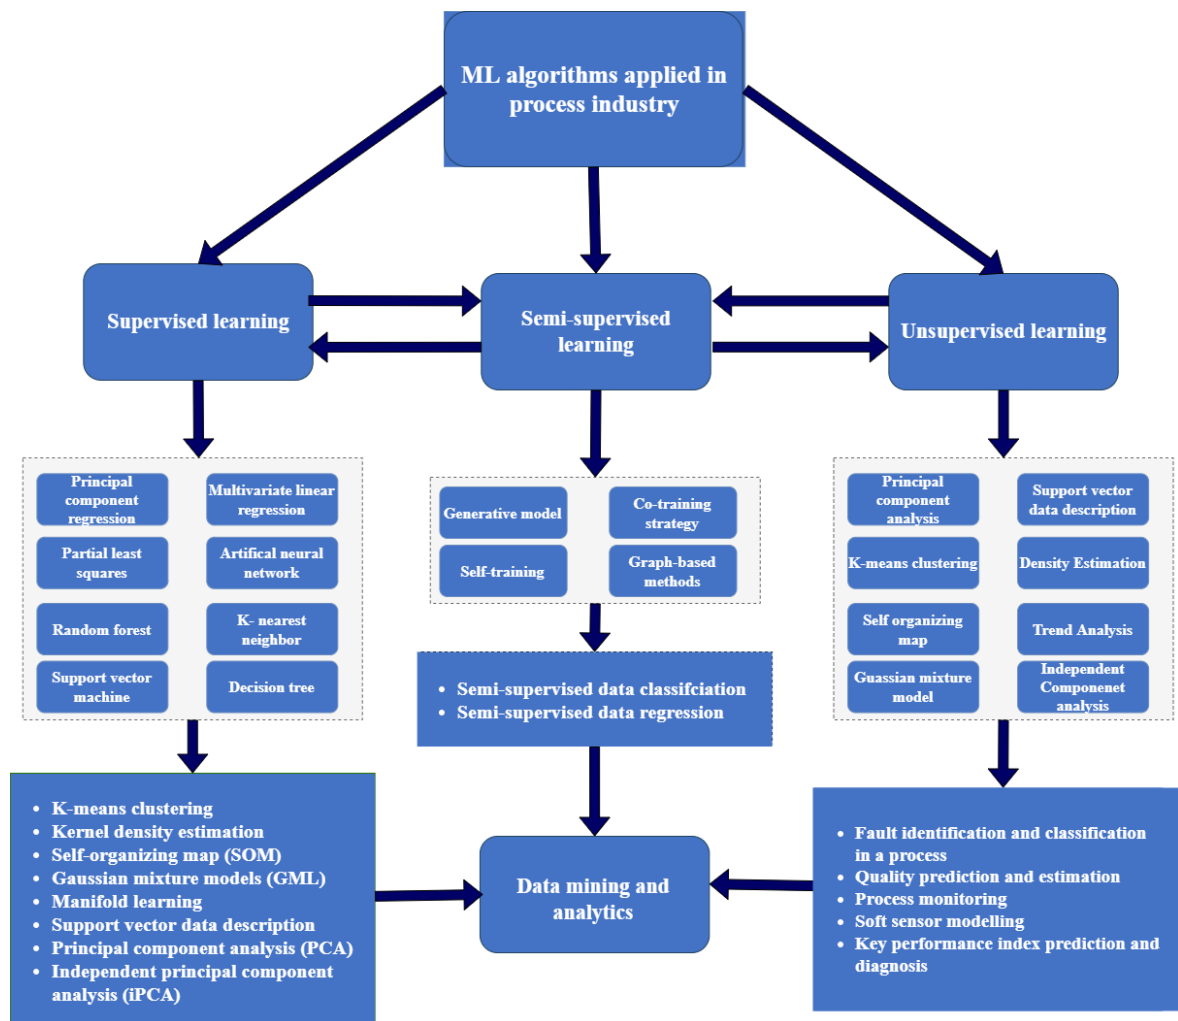 ML algorithms applied in
process industry
Supervised learning
Semi-supervised
learning
Unsupervised learning
Principal
component
regression
Multivariate linear
regression
Partial least
squares
Artifical neural
network
Random forest
K- nearest
neighbor
Support vector
machine
Decision tree
Generative model
Co-training
strategy
Self-training
Graph-based
methods
Principal
component
analysis
Support vector
data description
K-means clustering
Density Estimation
Self organizing
map
Trend Analysis
Guassian mixture
model
Independent
Componenet
analysis
• Semi-supervised data classifciation
• Semi-supervised data regression
• K-means clustering
• Kernel density estimation
• Self-organizing map (SOM)
• Gaussian mixture models (GML)
• Manifold learning
• Support vector data description
• Principal component analysis (PCA)
• Independent principal component
analysis (iPCA)
Data mining and
analytics
• Fault identification and classification
in a process
• Quality prediction and estimation
• Process monitoring
• Soft sensor modelling
• Key performance index prediction and
diagnosis